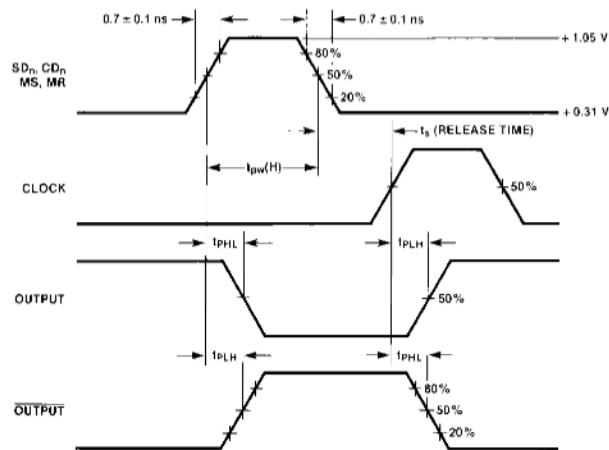 0.7 ± 0.1 ns
0.7 ± 0.1 ns
+ 1.05 V
SDn, CDn
MS, MR
80%
50%
20%
+ 0.31 V
ts (RELEASE TIME)
tpw(H)
CLOCK
50%
tPHL
tPLH
OUTPUT
50%
tPLH
tPHL
OUTPUT
80%
50%
20%